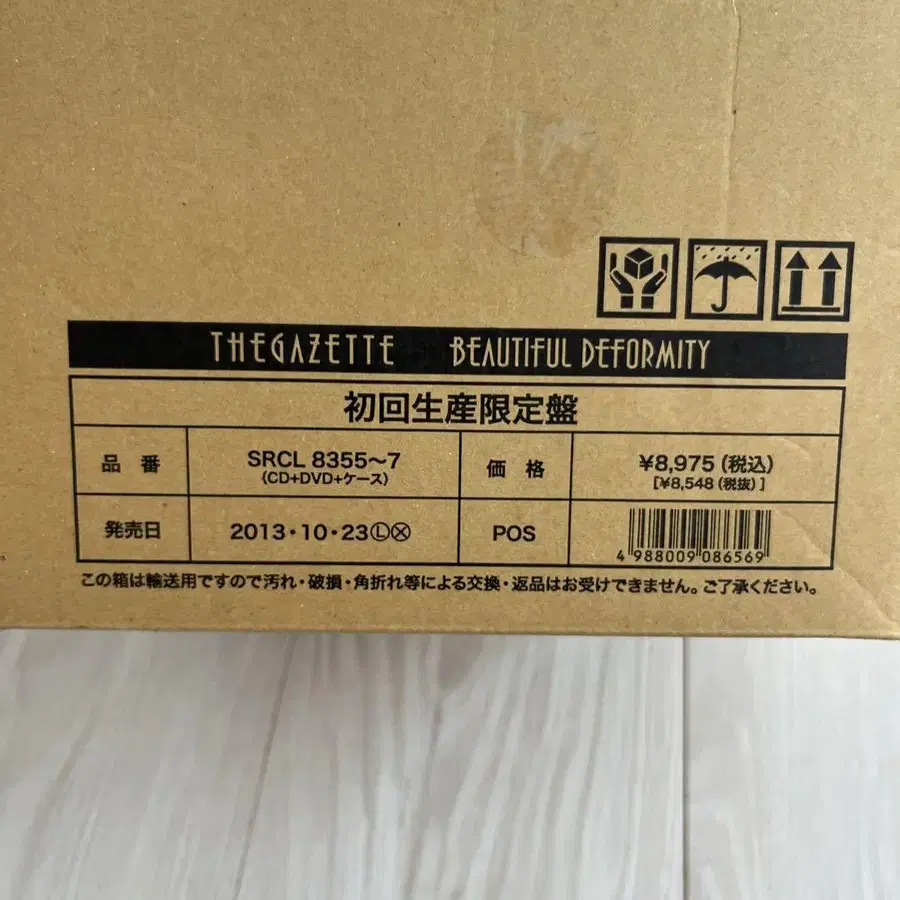 THEGAZETTE BEAUTIFUL DEFORMITY
初回生産限定盤
品番 SRCL 8355〜7 価格 ¥8,975(税込)
(CD+DVD+ケース) [¥8,548(税抜)]
発売日 2013・10・23ⓁⓍ POS
4 988009 086569
この箱は輸送用ですので汚れ・破損・角折れ等による交換・返品はお受けできません。ご了承ください。